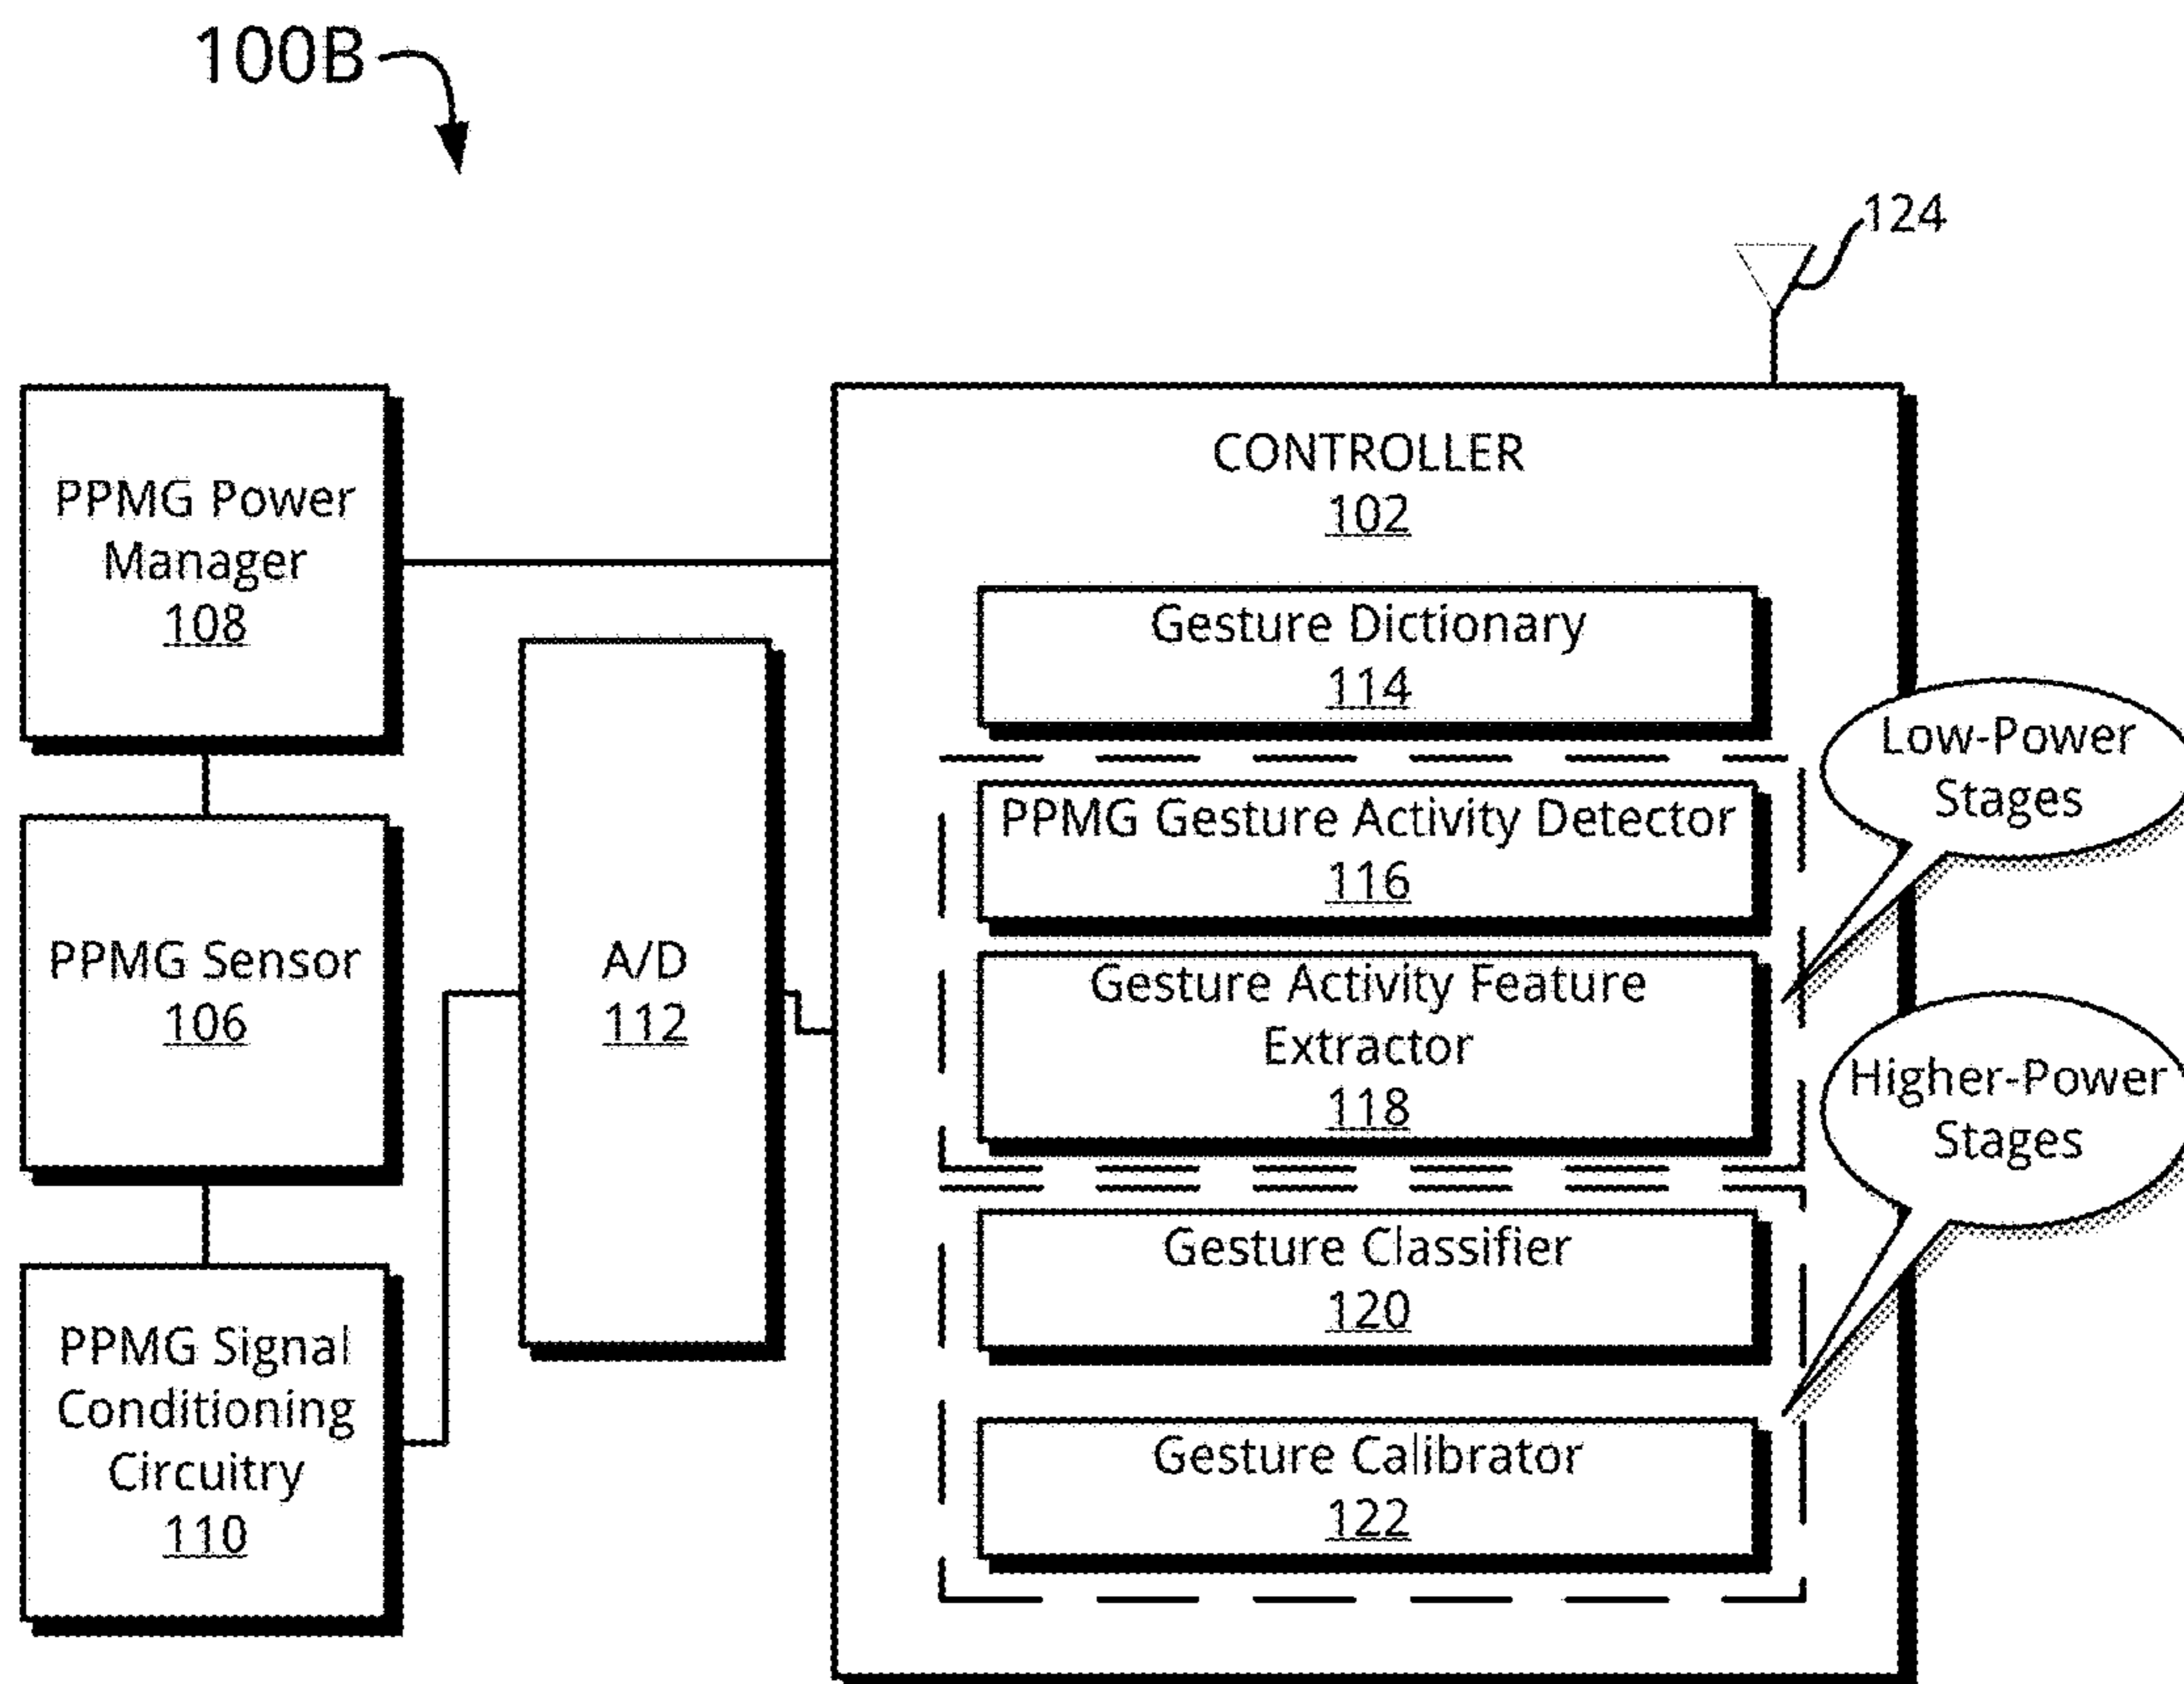 100B
124
PPMG Power
Manager
108
PPMG Sensor
106
PPMG Signal
Conditioning
Circuitry
110
A/D
112
CONTROLLER
102
Gesture Dictionary
114
PPMG Gesture Activity Detector
116
Gesture Activity Feature
Extractor
118
Gesture Classifier
120
Gesture Calibrator
122
Low-Power
Stages
Higher-Power
Stages